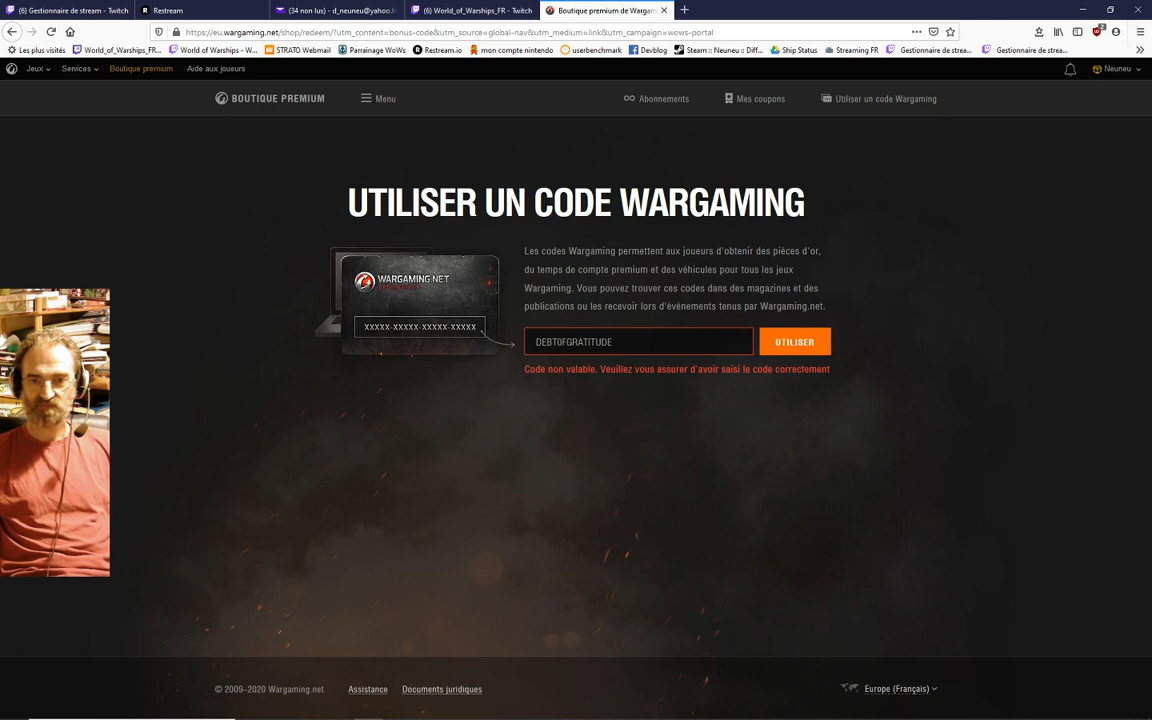 (6) Gestionnaire de stream - Twitch
Restream
(34 non lus) - d_neuneu@yahoo.f
(6) World_of_Warships_FR - Twitch
Boutique premium de Wargam
https://eu.wargaming.net/shop/redeem/?utm_content=bonus-code&utm_source=global-nav&utm_medium=link&utm_campaign=wows-portal
Les plus visités
World_of_Warships_FR...
World of Warships - W...
STRATO Webmail
Parrainage WoWs
Restream.io
mon compte nintendo
userbenchmark
Devblog
Steam :: Neuneu :: Diff...
Ship Status
Streaming FR
Gestionnaire de strea...
Gestionnaire de strea...
Jeux
Services
Boutique premium
Aide aux joueurs
Neuneu
BOUTIQUE PREMIUM
Menu
Abonnements
Mes coupons
Utiliser un code Wargaming
UTILISER UN CODE WARGAMING
WARGAMING.NET
XXXXX-XXXXX-XXXXX-XXXXX
Les codes Wargaming permettent aux joueurs d'obtenir des pièces d'or,
du temps de compte premium et des véhicules pour tous les jeux
Wargaming. Vous pouvez trouver ces codes dans des magazines et des
publications ou les recevoir lors d'évènements tenus par Wargaming.net.
DEBTOFGRATITUDE
UTILISER
Code non valable. Veuillez vous assurer d'avoir saisi le code correctement
© 2009–2020 Wargaming.net
Assistance
Documents juridiques
Europe (Français)